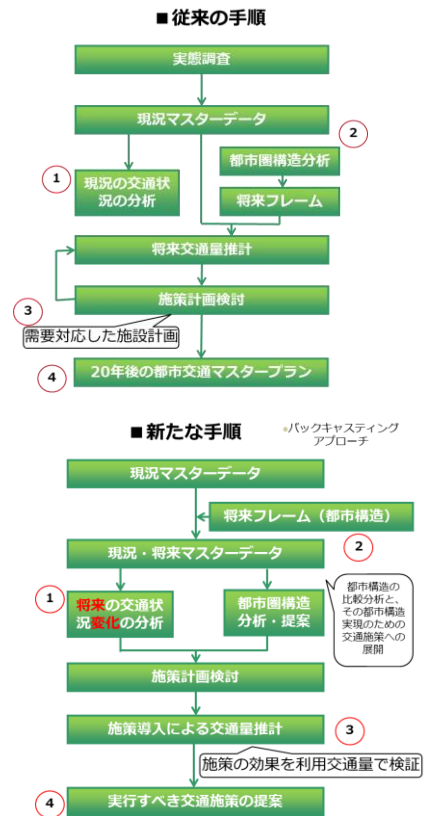 ■従来の手順
実態調査
現況マスターデータ
②
都市圏構造分析
①
現況の交通状
況の分析
将来フレーム
将来交通量推計
施策計画検討
③
需要対応した施設計画
④
20年後の都市交通マスタープラン
■新たな手順
•バックキャスティング
アプローチ
現況マスターデータ
将来フレーム（都市構造）
現況・将来マスターデータ
②
①
将来の交通状
況変化の分析
都市圏構造
分析・提案
都市構造の
比較分析と、
その都市構造
実現のための
交通施策への
展開
施策計画検討
施策導入による交通量推計
③
施策の効果を利用交通量で検証
④
実行すべき交通施策の提案